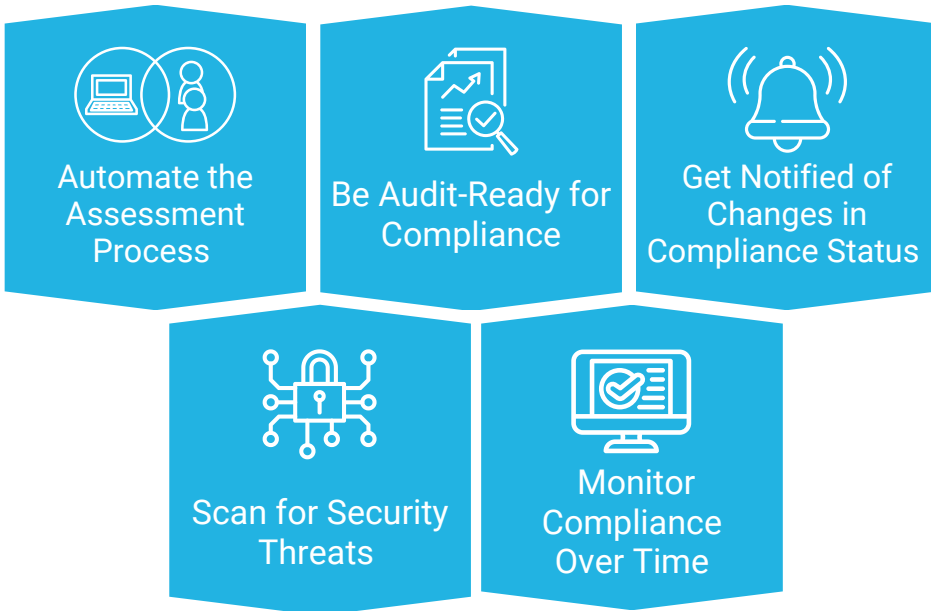 Automate the
Assessment
Process
Be Audit-Ready for
Compliance
Get Notified of
Changes in
Compliance Status
Scan for Security
Threats
Monitor
Compliance
Over Time